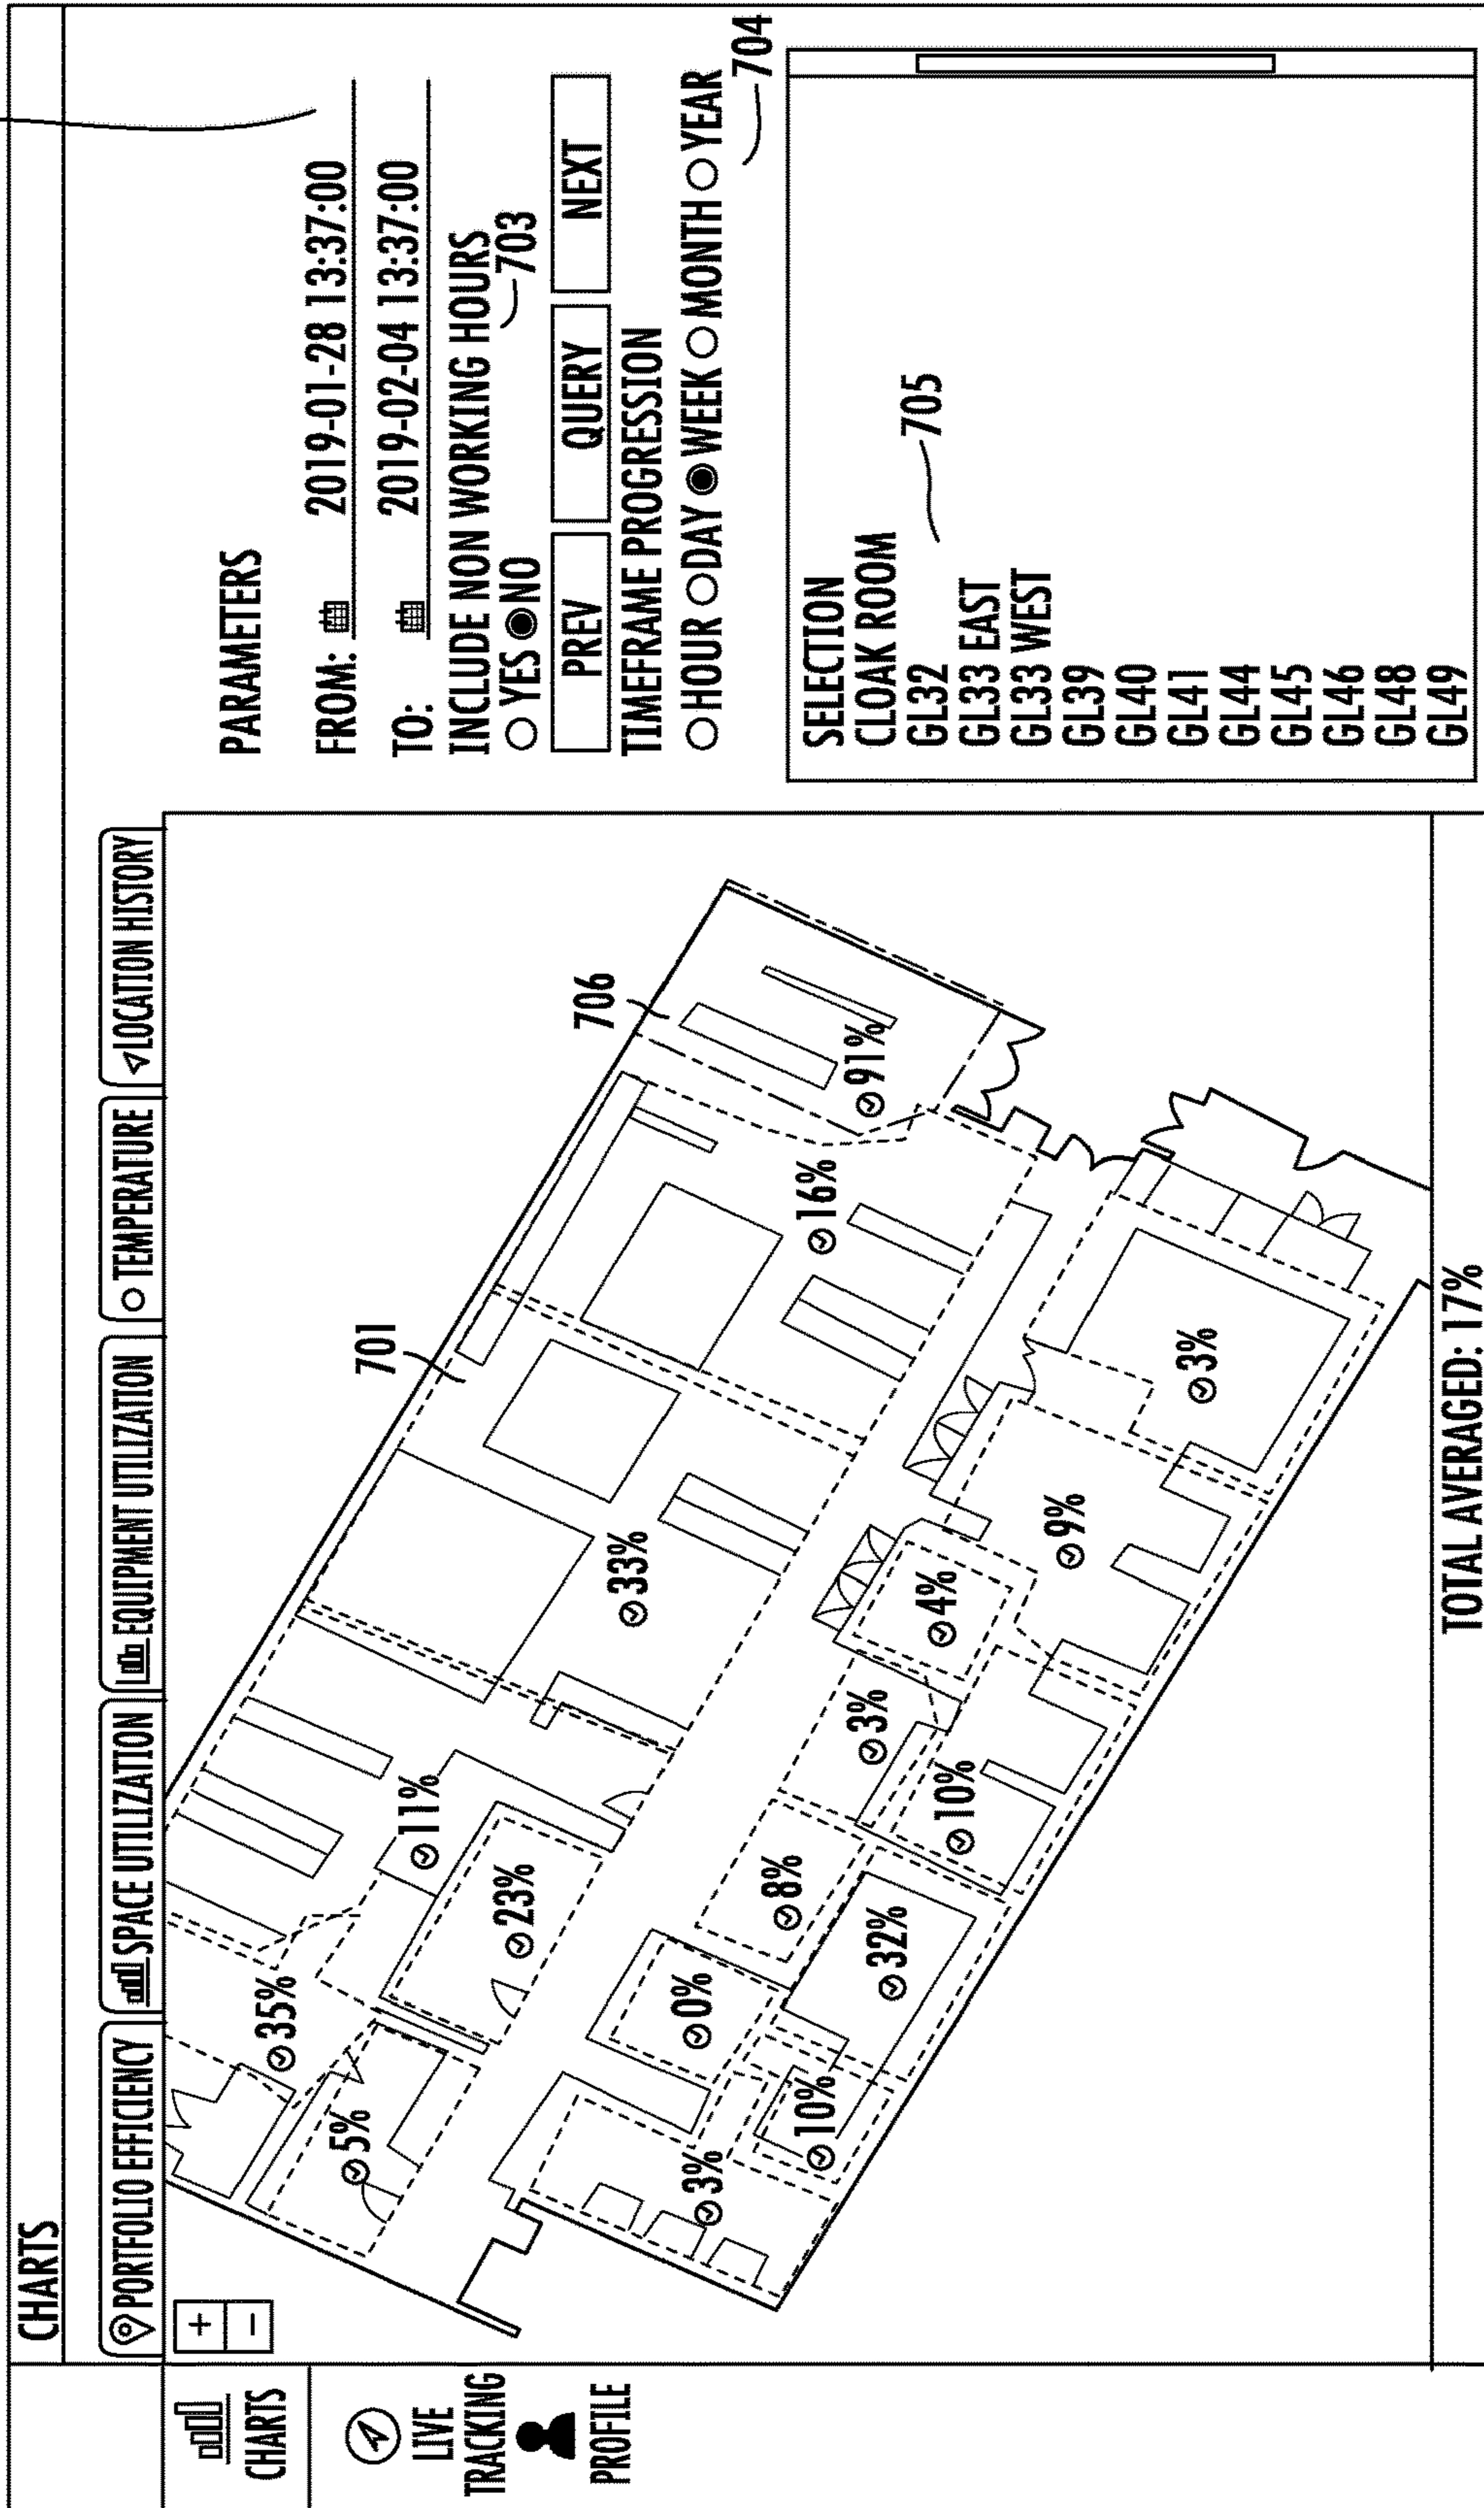 CHARTS
CHARTS
LIVE
TRACKING
PROFILE
PORTFOLIO EFFICIENCY
SPACE UTILIZATION
EQUIPMENT UTILIZATION
TEMPERATURE
LOCATION HISTORY
+
−
35%
5%
11%
23%
701
33%
706
16%
91%
0%
3%
10%
8%
32%
3%
10%
4%
9%
3%
TOTAL AVERAGED: 17%
PARAMETERS
FROM: 2019-01-28 13:37:00
TO: 2019-02-04 13:37:00
INCLUDE NON WORKING HOURS
YES NO 703
PREV QUERY NEXT
TIMEFRAME PROGRESSION
HOUR DAY WEEK MONTH YEAR
704
SELECTION
CLOAK ROOM
GL32 705
GL33 EAST
GL33 WEST
GL39
GL40
GL41
GL44
GL45
GL46
GL48
GL49